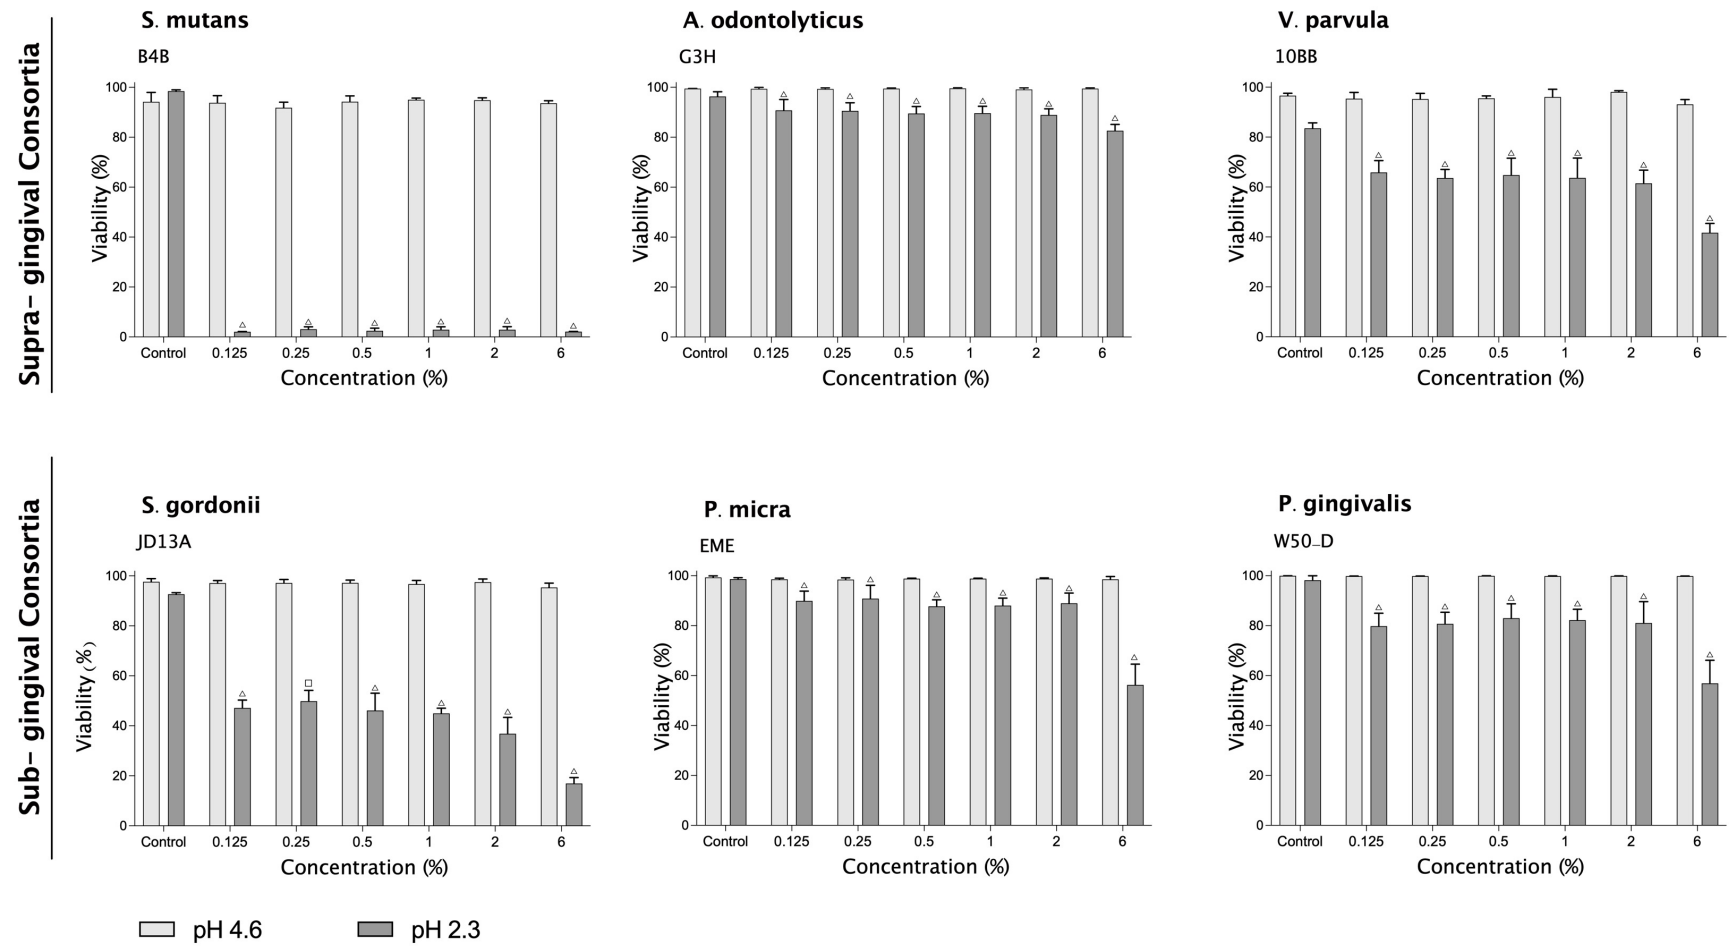 Supra- gingival Consortia
S. mutans
B4B
Viability (%)
100
80
60
40
20
0
Control 0.125 0.25 0.5 1 2 6
Concentration (%)
A. odontolyticus
G3H
Viability (%)
100
80
60
40
20
0
Control 0.125 0.25 0.5 1 2 6
Concentration (%)
V. parvula
10BB
Viability (%)
100
80
60
40
20
0
Control 0.125 0.25 0.5 1 2 6
Concentration (%)
Sub- gingival Consortia
S. gordonii
JD13A
Viability (%)
100
80
60
40
20
0
Control 0.125 0.25 0.5 1 2 6
Concentration (%)
P. micra
EME
Viability (%)
100
80
60
40
20
0
Control 0.125 0.25 0.5 1 2 6
Concentration (%)
P. gingivalis
W50-D
Viability (%)
100
80
60
40
20
0
Control 0.125 0.25 0.5 1 2 6
Concentration (%)
pH 4.6 pH 2.3